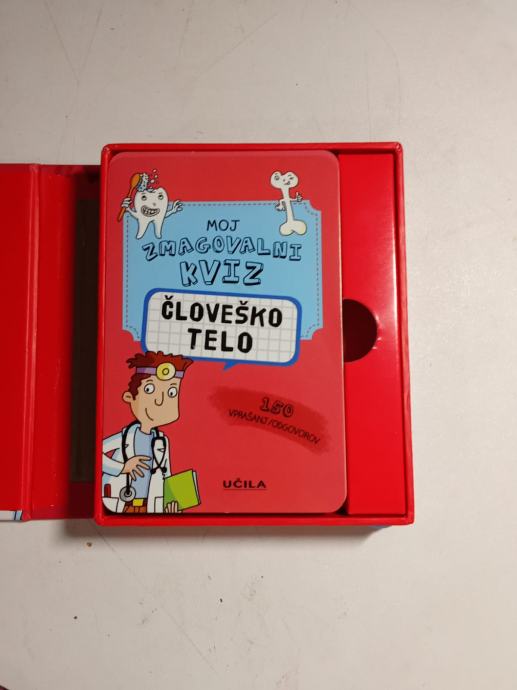 MOJ
ZMAGOVALNI
KVIZ
ČLOVEŠKO
TELO
150
VPRAŠANJ/ODGOVOROV
UČILA